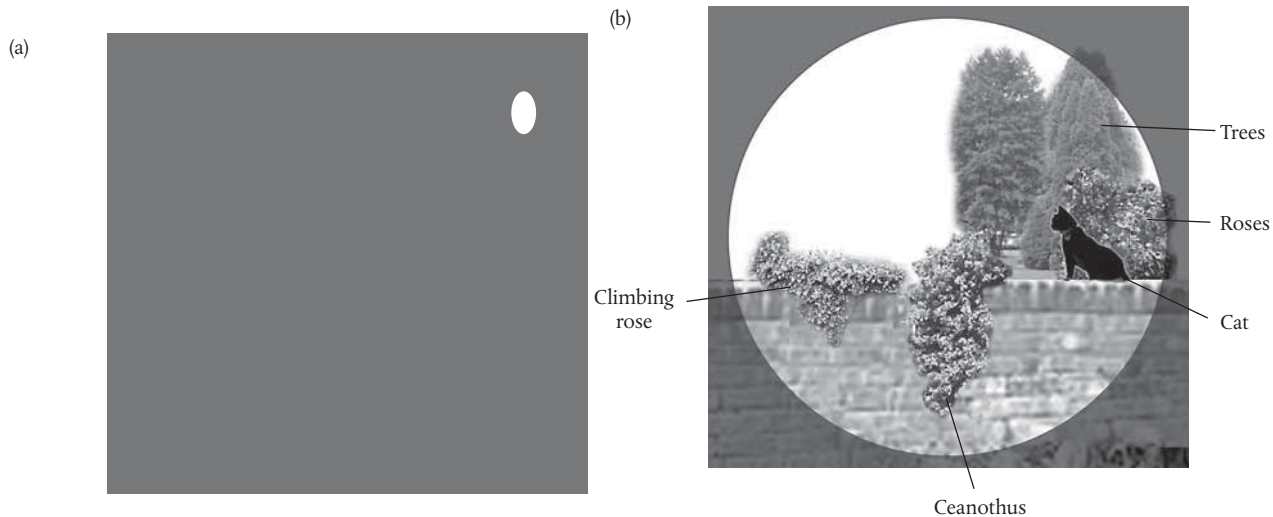 (a)
(b)
Trees
Roses
Climbing
rose
Cat
Ceanothus